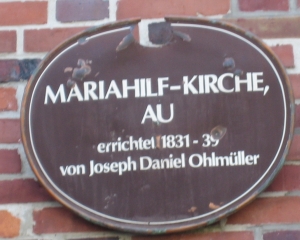 MARIAHILF-KIRCHE,
AU
errichtet 1831 - 39
von Joseph Daniel Ohlmüller